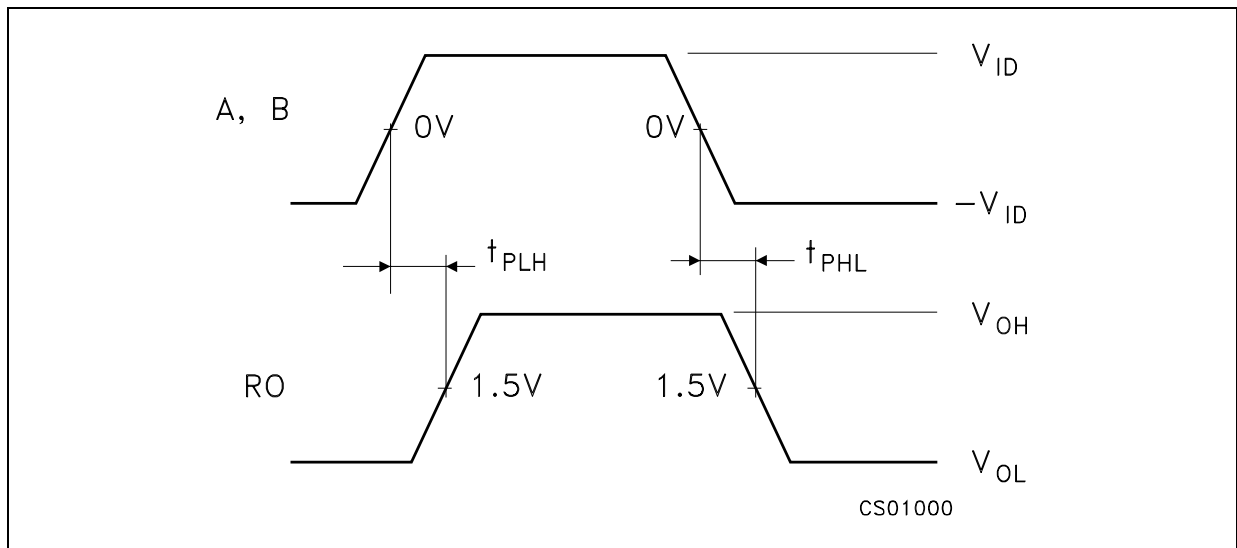 V_ID
A, B
0V 0V
-V_ID
t_PLH t_PHL
V_OH
RO 1.5V 1.5V
V_OL
CS01000